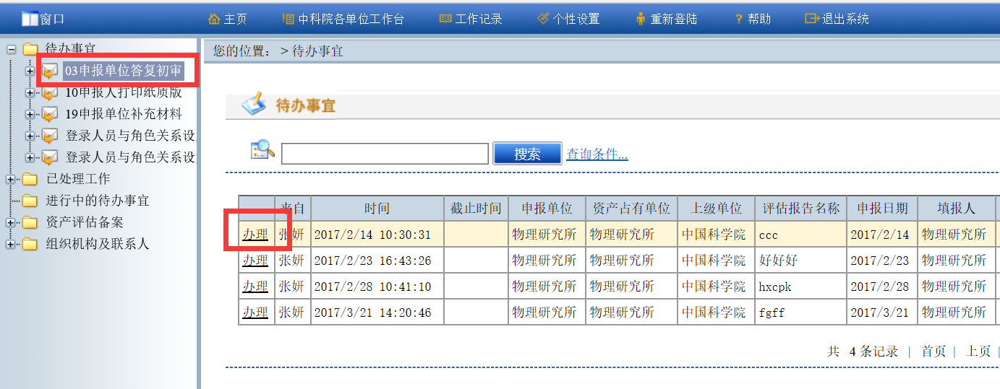 窗口 主页 中科院各单位工作台 工作记录 个性设置 重新登陆 ? 帮助 退出系统
待办事宜
03申报单位答复初审
10申报人打印纸质版
19申报单位补充材料
登录人员与角色关系设
登录人员与角色关系设
已处理工作
进行中的待办事宜
资产评估备案
组织机构及联系人
您的位置： > 待办事宜
待办事宜
搜索 查询条件...
来自 时间 截止时间 申报单位 资产占有单位 上级单位 评估报告名称 申报日期 填报人
办理 张妍 2017/2/14 10:30:31 物理研究所 物理研究所 中国科学院 ccc 2017/2/14 物理研究所
办理 张妍 2017/2/23 16:43:26 物理研究所 物理研究所 中国科学院 好好好 2017/2/23 物理研究所
办理 张妍 2017/2/28 10:41:10 物理研究所 物理研究所 中国科学院 hxcpk 2017/2/28 物理研究所
办理 张妍 2017/3/21 14:20:46 物理研究所 物理研究所 中国科学院 fgff 2017/3/21 物理研究所
共 4 条记录 | 首页 | 上页 |